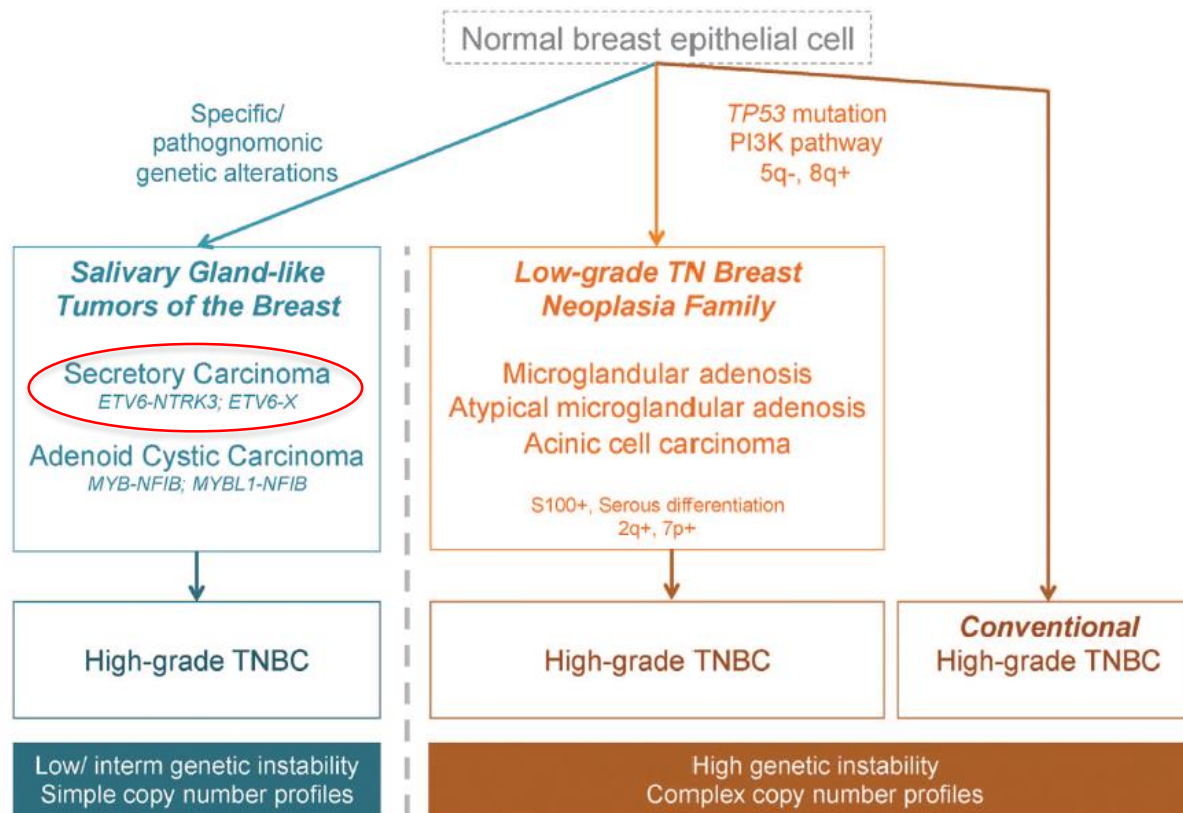 Normal breast epithelial cell
Specific/
pathognomonic
genetic alterations
TP53 mutation
PI3K pathway
5q-, 8q+
Salivary Gland-like
Tumors of the Breast
Secretory Carcinoma
ETV6-NTRK3; ETV6-X
Adenoid Cystic Carcinoma
MYB-NFIB; MYBL1-NFIB
Low-grade TN Breast
Neoplasia Family
Microglandular adenosis
Atypical microglandular adenosis
Acinic cell carcinoma
S100+, Serous differentiation
2q+, 7p+
High-grade TNBC
High-grade TNBC
Conventional
High-grade TNBC
Low/ interm genetic instability
Simple copy number profiles
High genetic instability
Complex copy number profiles